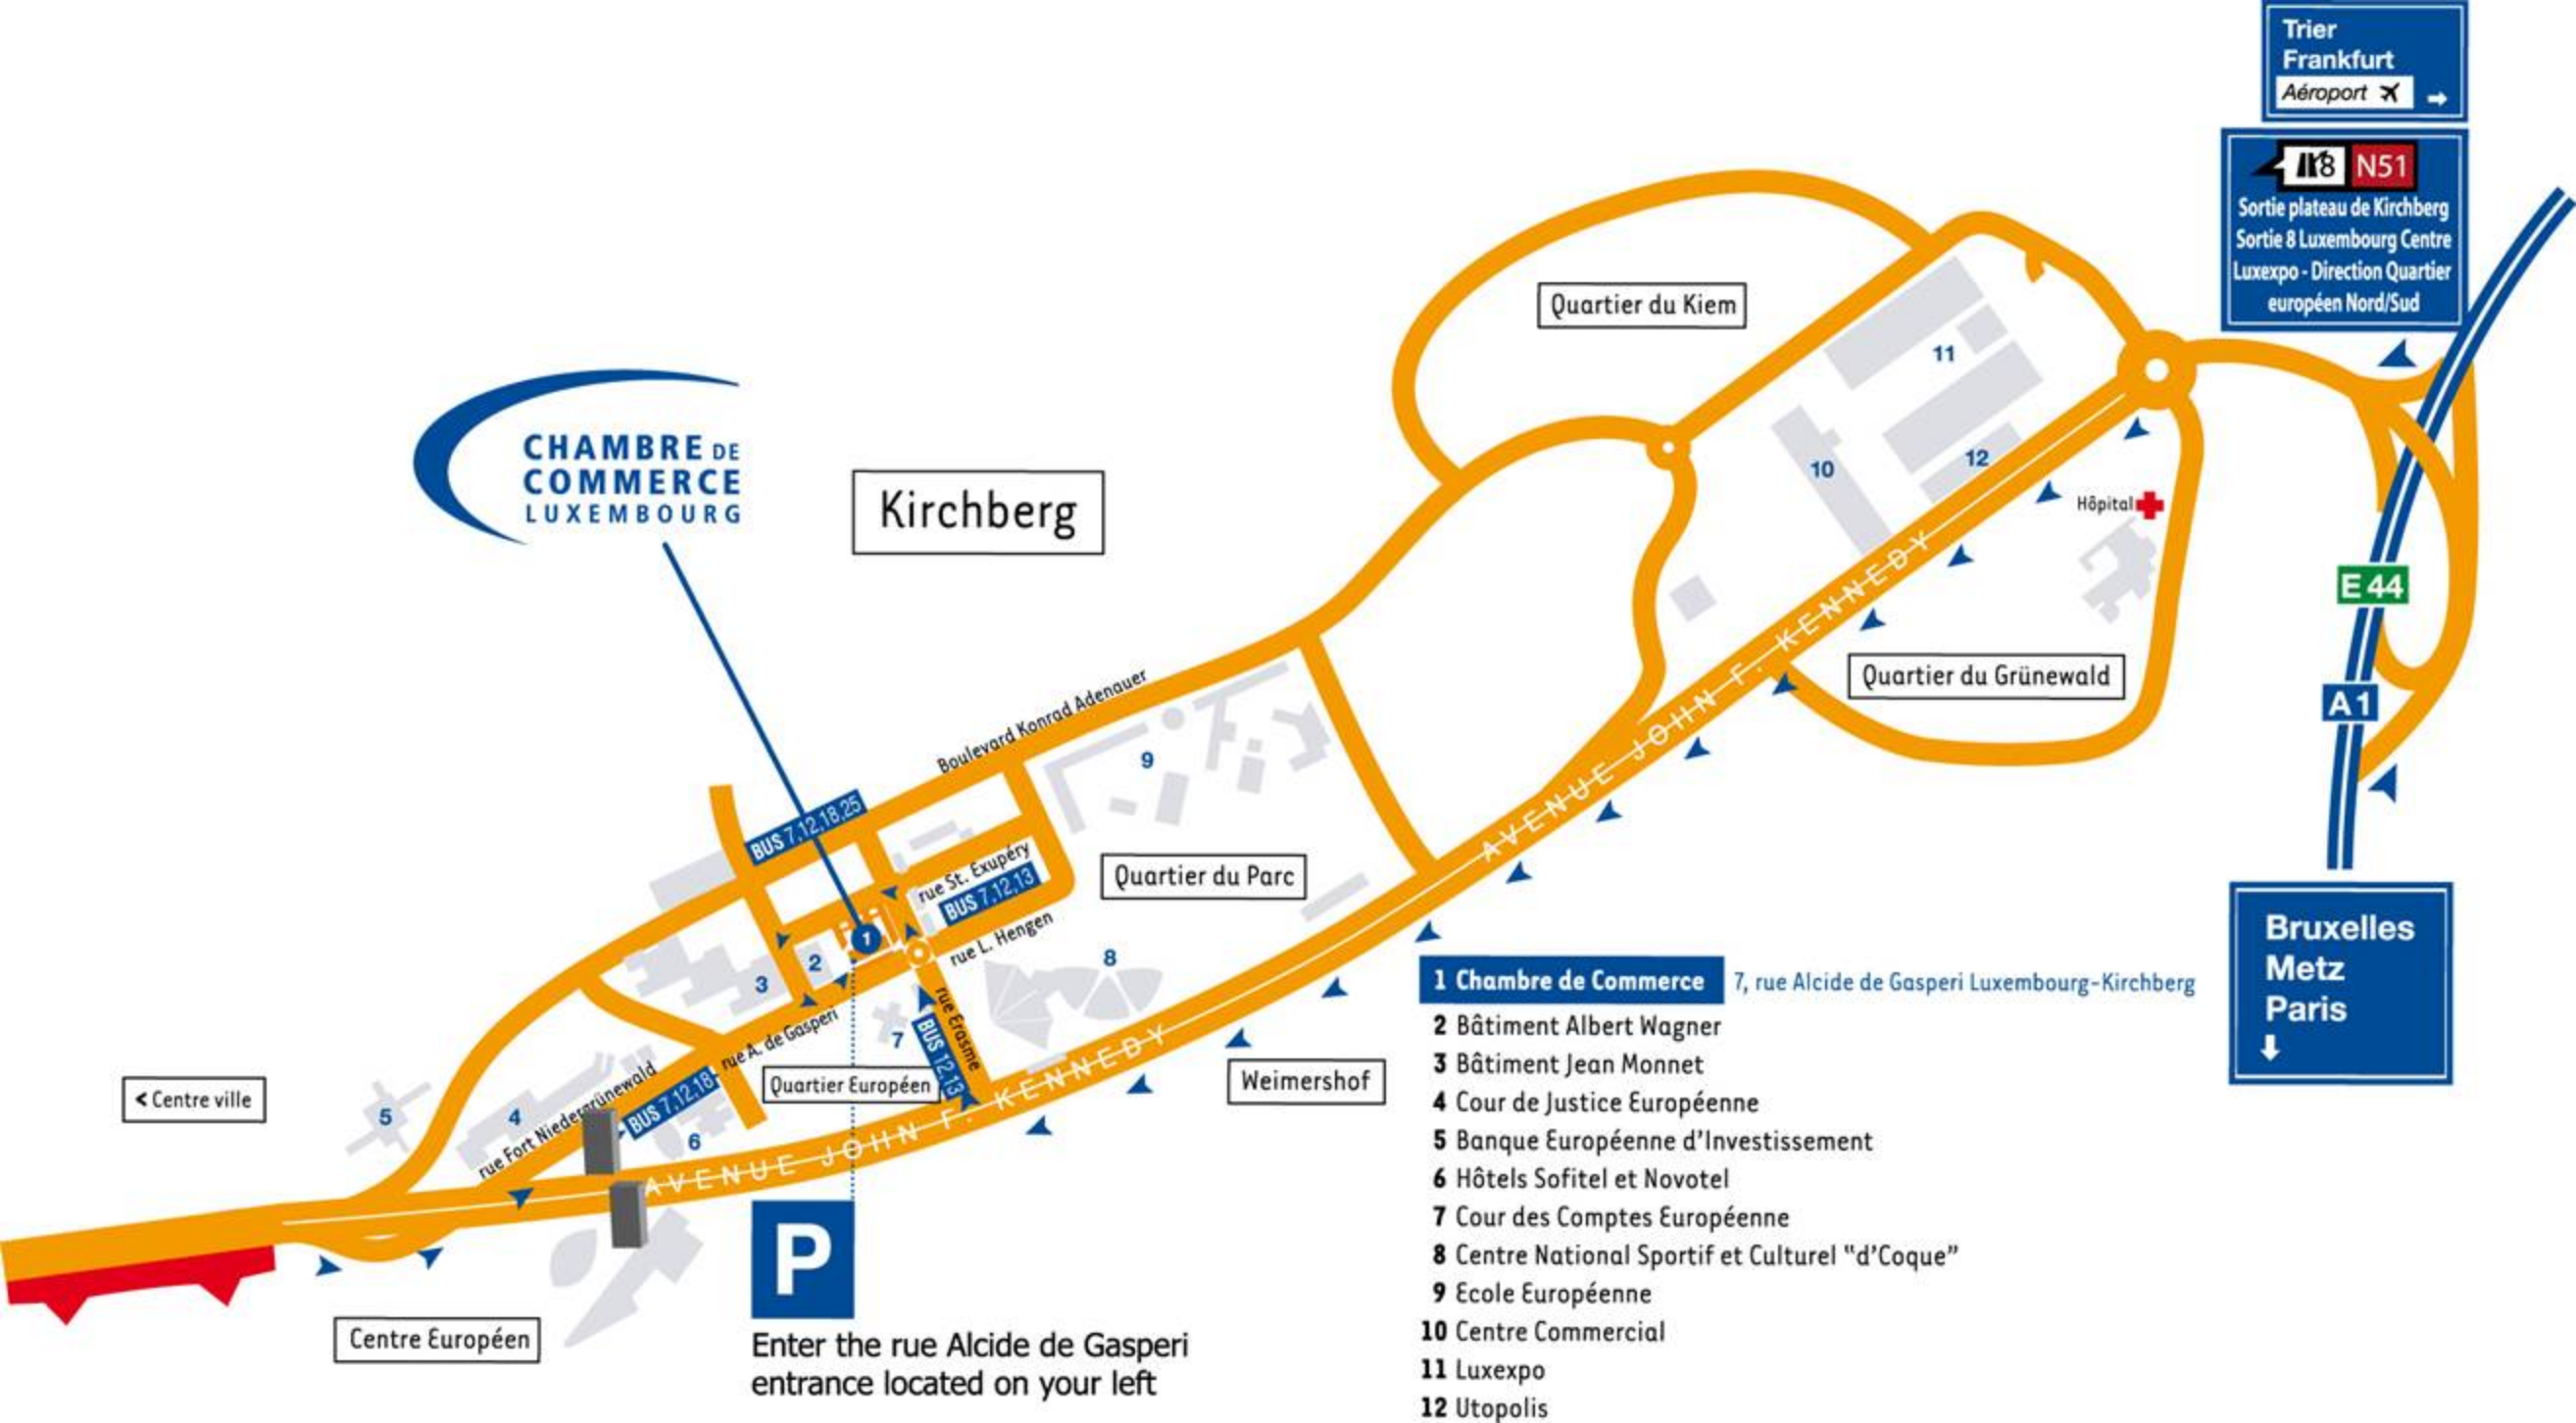 Trier
Frankfurt
Aéroport
8 N51
Sortie plateau de Kirchberg
Sortie 8 Luxembourg Centre
Luxexpo - Direction Quartier
européen Nord/Sud
Quartier du Kiem
11
10
12
Hôpital
CHAMBRE DE
COMMERCE
LUXEMBOURG
Kirchberg
E 44
A 1
Quartier du Grünewald
AVENUE JOHN F. KENNEDY
Boulevard Konrad Adenauer
9
BUS 7,12,18,25
rue St. Exupéry
BUS 7,12,13
Quartier du Parc
rue L. Hengen
1
2
3
8
rue A. de Gasperi
7
rue Erasme
BUS 12,13
Quartier Européen
Weimershof
< Centre ville
5
4
rue Fort Niedergrünewald
BUS 7,12,18
6
AVENUE JOHN F. KENNEDY
Centre Européen
P
Enter the rue Alcide de Gasperi
entrance located on your left
1 Chambre de Commerce 7, rue Alcide de Gasperi Luxembourg-Kirchberg
2 Bâtiment Albert Wagner
3 Bâtiment Jean Monnet
4 Cour de Justice Européenne
5 Banque Européenne d'Investissement
6 Hôtels Sofitel et Novotel
7 Cour des Comptes Européenne
8 Centre National Sportif et Culturel "d'Coque"
9 Ecole Européenne
10 Centre Commercial
11 Luxexpo
12 Utopolis
Bruxelles
Metz
Paris